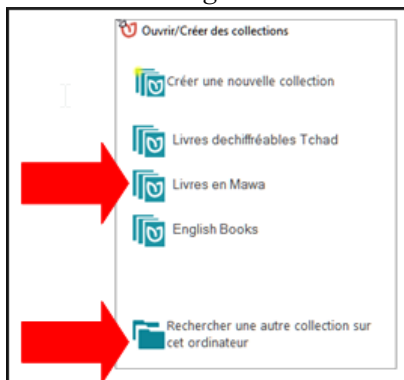 Ouvrir/Créer des collections
Créer une nouvelle collection
Livres dechiffréables Tchad
Livres en Mawa
English Books
Rechercher une autre collection sur
cet ordinateur